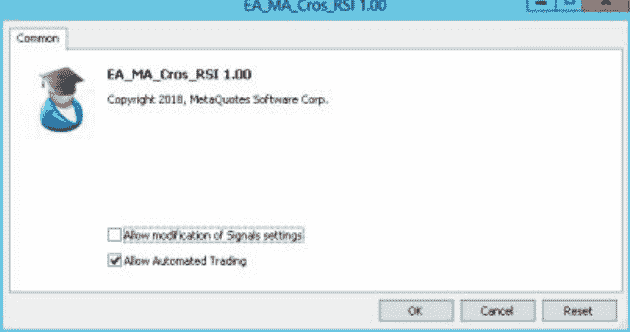 EA_MA_Cros_RSI 1.00
Common
EA_MA_Cros_RSI 1.00
Copyright 2018, MetaQuotes Software Corp.
Allow modification of Signals settings
Allow Automated Trading
OK
Cancel
Reset